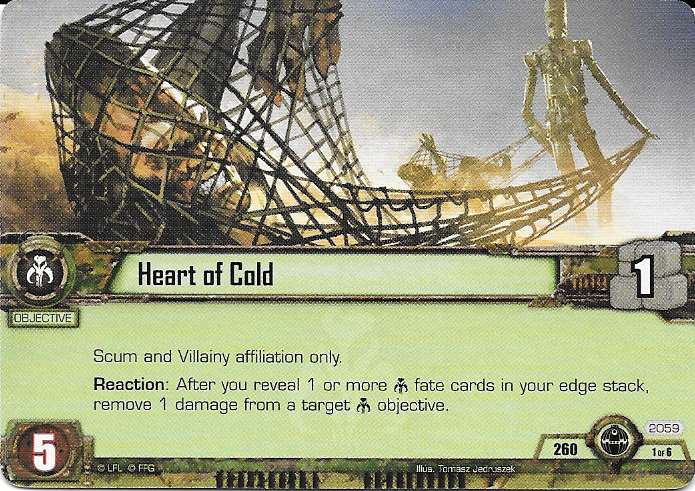 Heart of Cold
1
OBJECTIVE
Scum and Villainy affiliation only.
Reaction: After you reveal 1 or more fate cards in your edge stack,
remove 1 damage from a target objective.
5
© LFL © FFG
Illus. Tomasz Jedruszek
260
2059
1 OF 6